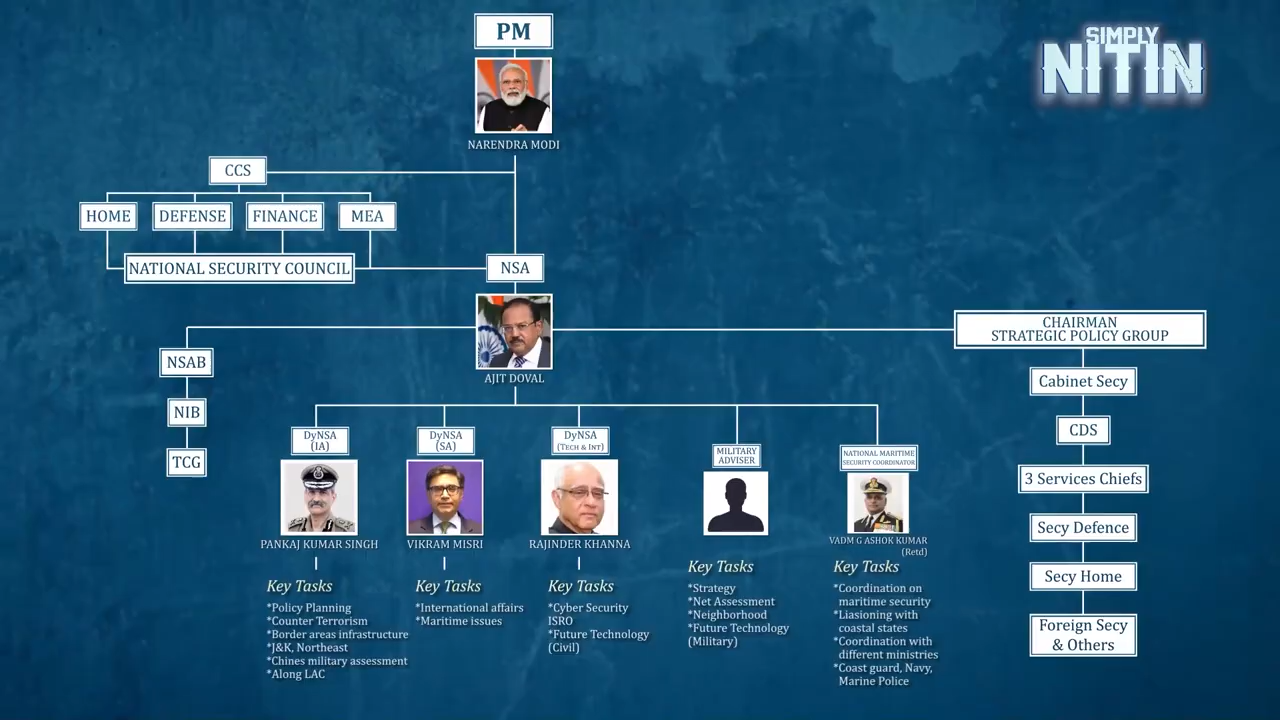 PM
SIMPLY
NITIN
NARENDRA MODI
CCS
HOME
DEFENSE
FINANCE
MEA
NATIONAL SECURITY COUNCIL
NSA
AJIT DOVAL
CHAIRMAN
STRATEGIC POLICY GROUP
Cabinet Secy
CDS
3 Services Chiefs
Secy Defence
Secy Home
Foreign Secy
& Others
NSAB
NIB
TCG
DyNSA
(IA)
PANKAJ KUMAR SINGH
Key Tasks
*Policy Planning
*Counter Terrorism
*Border areas infrastructure
*J&K, Northeast
*Chines military assessment
*Along LAC
DyNSA
(SA)
VIKRAM MISRI
Key Tasks
*International affairs
*Maritime issues
DyNSA
(TECH & INT)
RAJINDER KHANNA
Key Tasks
*Cyber Security
ISRO
*Future Technology
(Civil)
MILITARY
ADVISER
Key Tasks
*Strategy
*Net Assessment
*Neighborhood
*Future Technology
(Military)
NATIONAL MARITIME
SECURITY COORDINATOR
VADM G ASHOK KUMAR
(Retd)
Key Tasks
*Coordination on
maritime security
*Liasioning with
coastal states
*Coordination with
different ministries
*Coast guard, Navy,
Marine Police